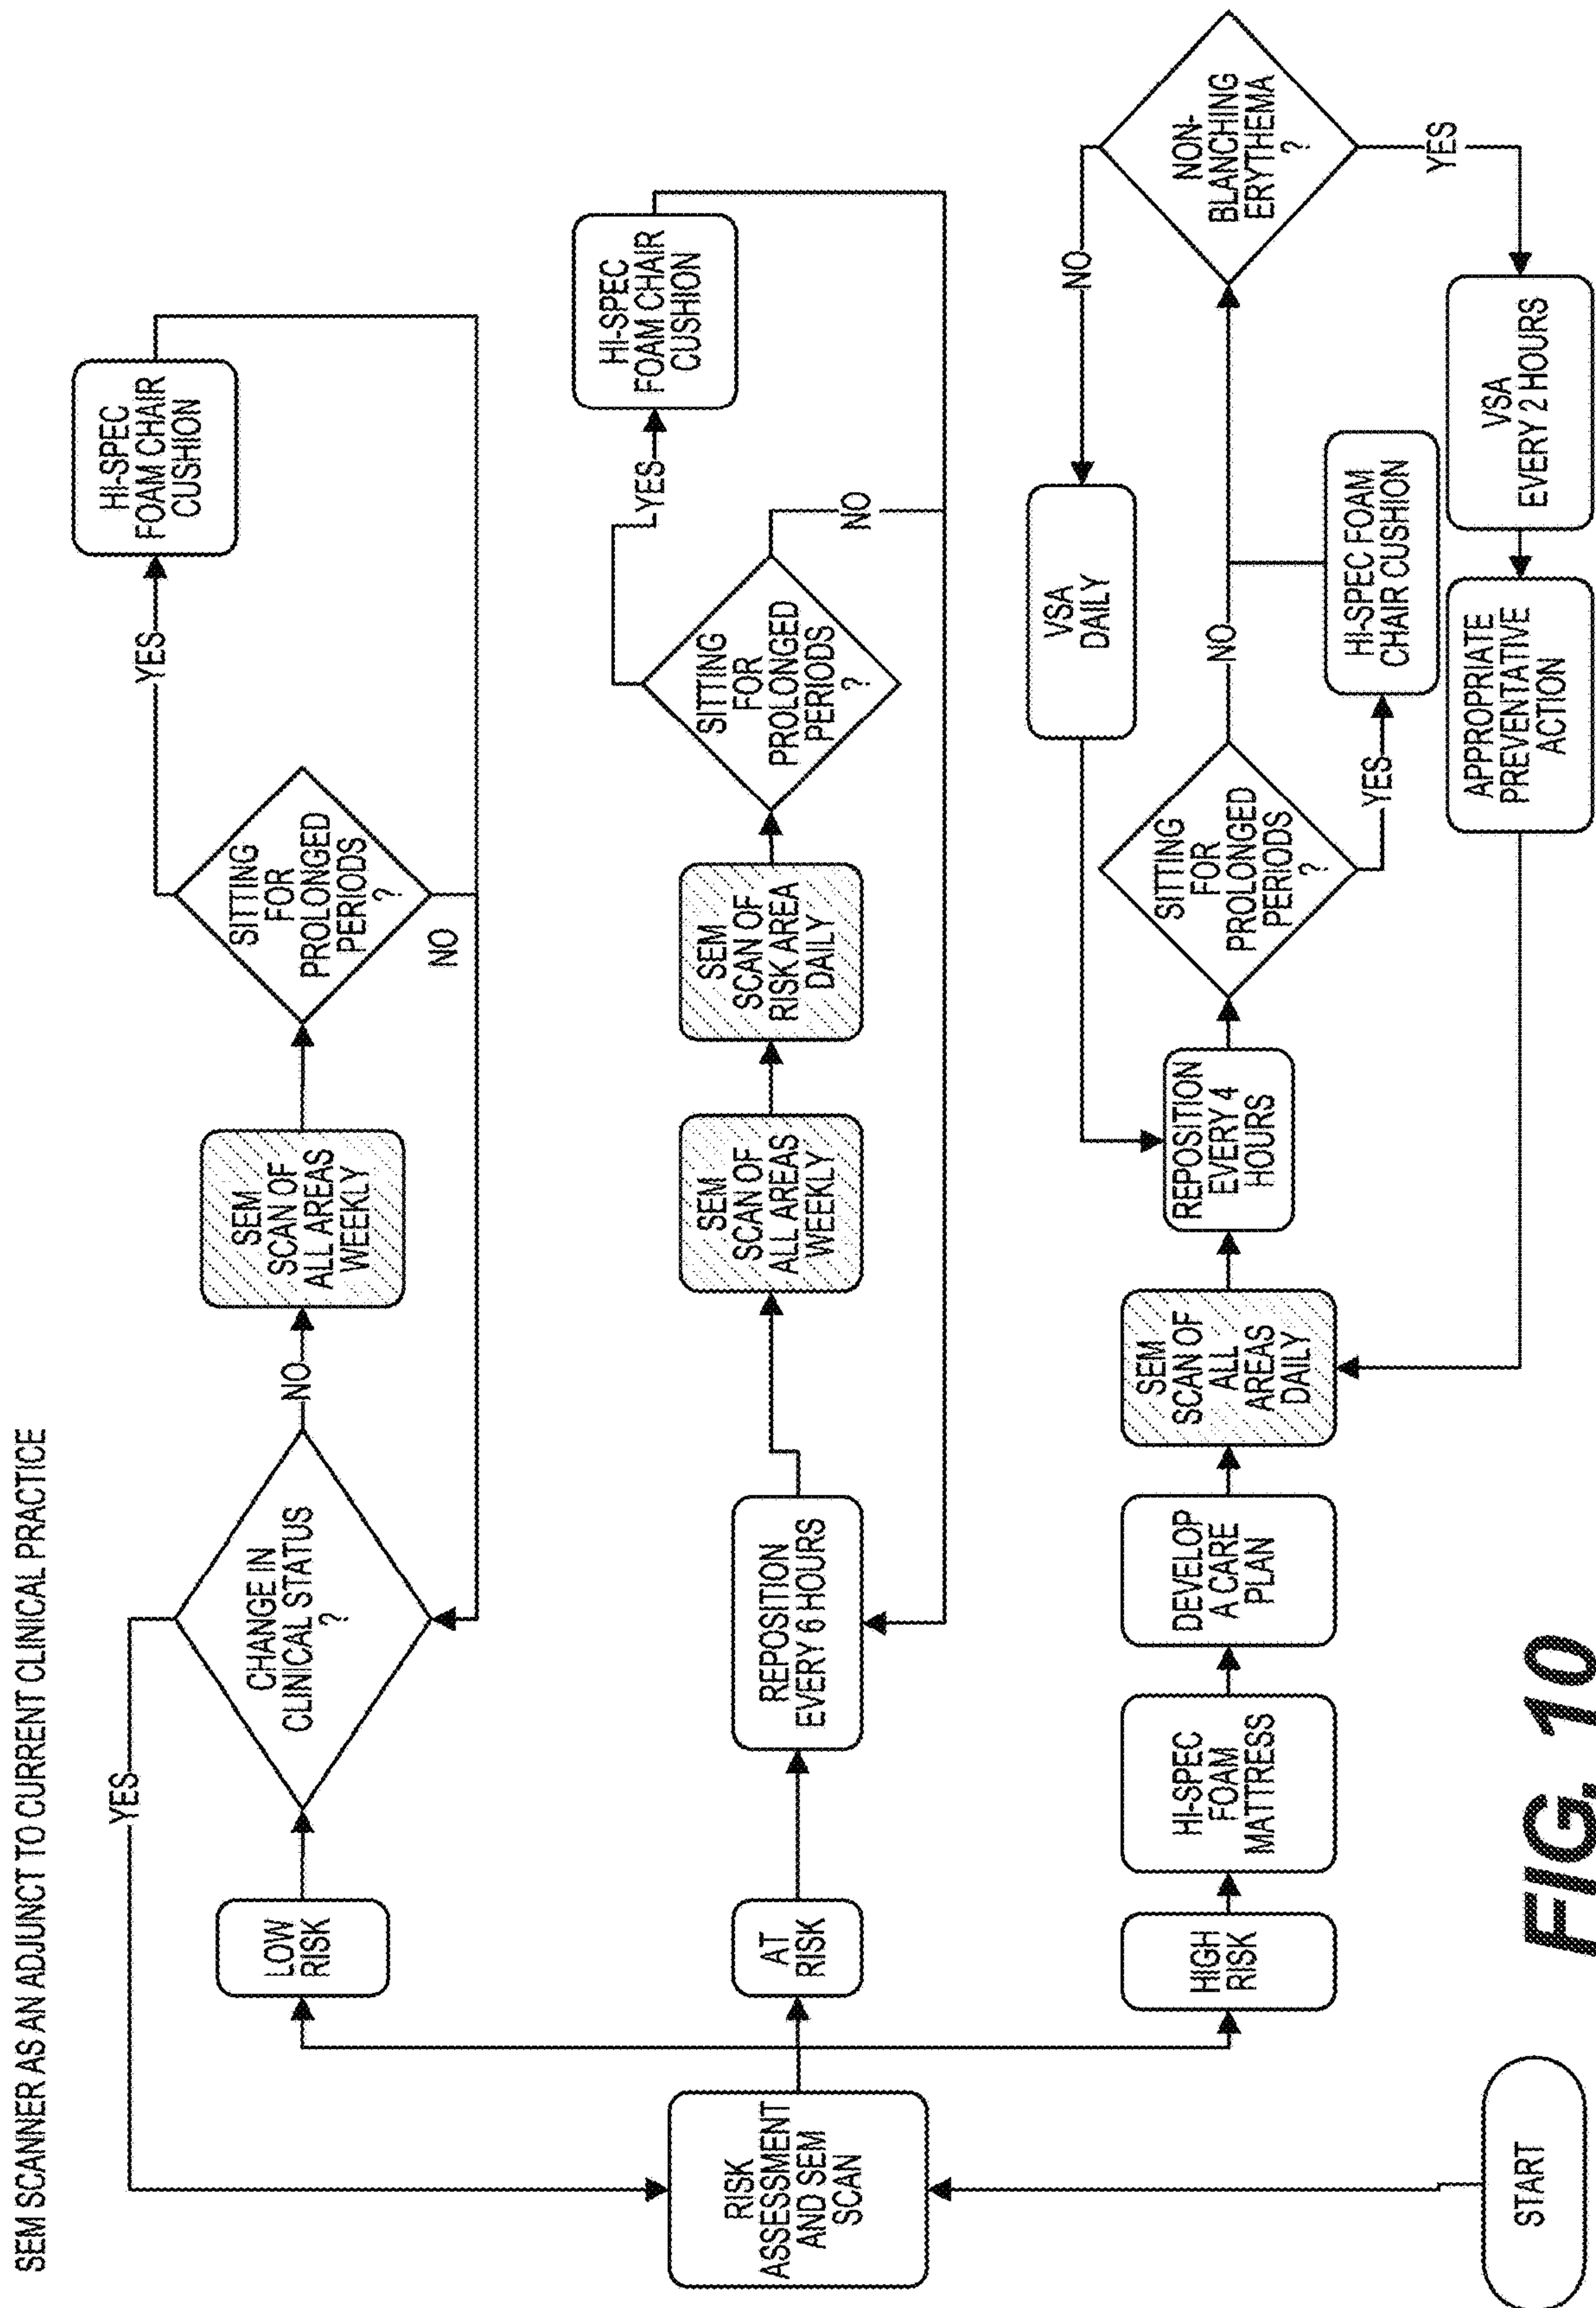 SEM SCANNER AS AN ADJUNCT TO CURRENT CLINICAL PRACTICE
START
RISK
ASSESSMENT
AND SEM
SCAN
YES
LOW
RISK
CHANGE IN
CLINICAL STATUS
?
NO
SEM
SCAN OF
ALL AREAS
WEEKLY
SITTING
FOR
PROLONGED
PERIODS
?
YES
NO
HI-SPEC
FOAM CHAIR
CUSHION
AT
RISK
REPOSITION
EVERY 6 HOURS
SEM
SCAN OF
ALL AREAS
WEEKLY
SEM
SCAN OF
RISK AREA
DAILY
SITTING
FOR
PROLONGED
PERIODS
?
YES
NO
HI-SPEC
FOAM CHAIR
CUSHION
HIGH
RISK
HI-SPEC
FOAM
MATTRESS
DEVELOP
A CARE
PLAN
SEM
SCAN OF
ALL
AREAS
DAILY
REPOSITION
EVERY 4
HOURS
SITTING
FOR
PROLONGED
PERIODS
?
NO
YES
HI-SPEC FOAM
CHAIR CUSHION
NON-
BLANCHING
ERYTHEMA
?
NO
VSA
DAILY
YES
VSA
EVERY 2 HOURS
APPROPRIATE
PREVENTATIVE
ACTION
FIG. 10